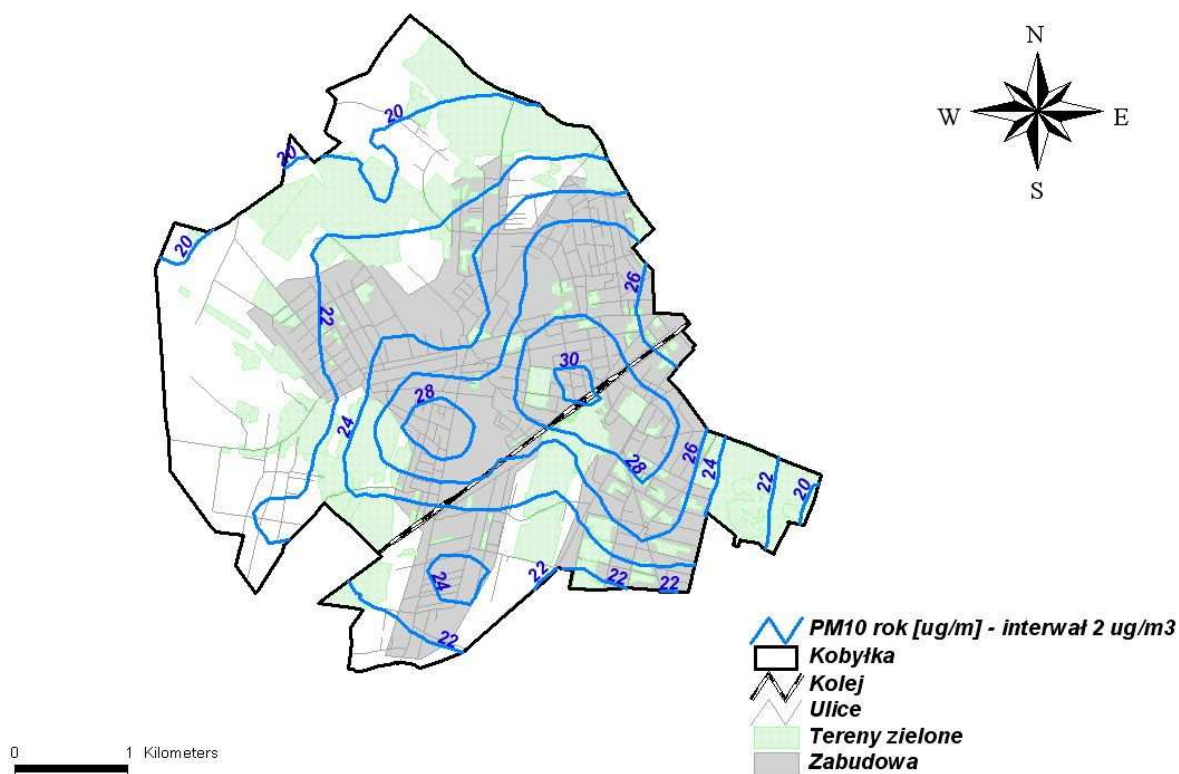 N
W E
S
20
20
20
22
26
30
28
24
28
26
24
22
20
24
22
22
22
22
PM10 rok [ug/m] - interwał 2 ug/m3
Kobyłka
Kolej
Ulice
Tereny zielone
Zabudowa
0 1 Kilometers